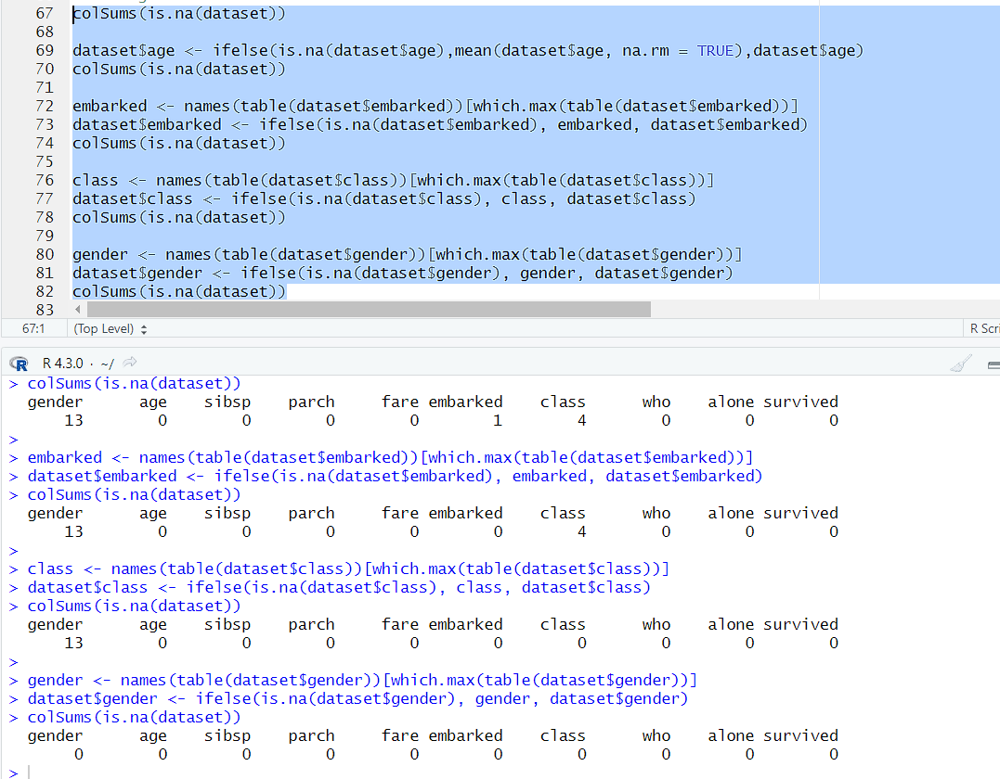 67 colSums(is.na(dataset))
68
69 dataset$age <- ifelse(is.na(dataset$age),mean(dataset$age, na.rm = TRUE),dataset$age)
70 colSums(is.na(dataset))
71
72 embarked <- names(table(dataset$embarked))[which.max(table(dataset$embarked))]
73 dataset$embarked <- ifelse(is.na(dataset$embarked), embarked, dataset$embarked)
74 colSums(is.na(dataset))
75
76 class <- names(table(dataset$class))[which.max(table(dataset$class))]
77 dataset$class <- ifelse(is.na(dataset$class), class, dataset$class)
78 colSums(is.na(dataset))
79
80 gender <- names(table(dataset$gender))[which.max(table(dataset$gender))]
81 dataset$gender <- ifelse(is.na(dataset$gender), gender, dataset$gender)
82 colSums(is.na(dataset))
83
67:1 (Top Level) R Scri
R R 4.3.0 · ~/
> colSums(is.na(dataset))
gender age sibsp parch fare embarked class who alone survived
13 0 0 0 0 1 4 0 0 0
>
> embarked <- names(table(dataset$embarked))[which.max(table(dataset$embarked))]
> dataset$embarked <- ifelse(is.na(dataset$embarked), embarked, dataset$embarked)
> colSums(is.na(dataset))
gender age sibsp parch fare embarked class who alone survived
13 0 0 0 0 0 4 0 0 0
>
> class <- names(table(dataset$class))[which.max(table(dataset$class))]
> dataset$class <- ifelse(is.na(dataset$class), class, dataset$class)
> colSums(is.na(dataset))
gender age sibsp parch fare embarked class who alone survived
13 0 0 0 0 0 0 0 0 0
>
> gender <- names(table(dataset$gender))[which.max(table(dataset$gender))]
> dataset$gender <- ifelse(is.na(dataset$gender), gender, dataset$gender)
> colSums(is.na(dataset))
gender age sibsp parch fare embarked class who alone survived
0 0 0 0 0 0 0 0 0 0
>